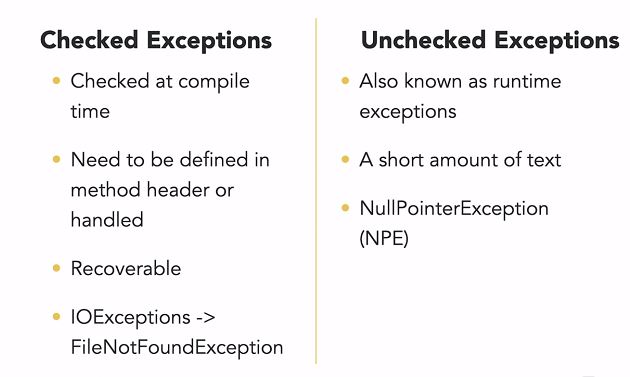 Checked Exceptions
Checked at compile
time
Need to be defined in
method header or
handled
Recoverable
IOExceptions ->
FileNotFoundException
Unchecked Exceptions
Also known as runtime
exceptions
A short amount of text
NullPointerException
(NPE)